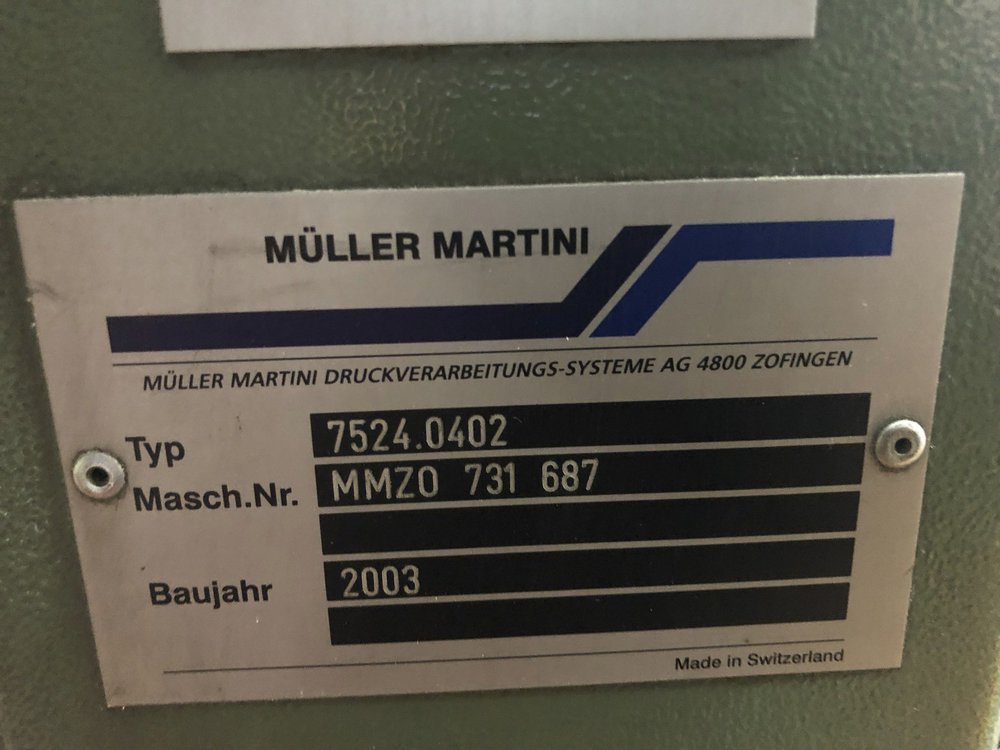 MÜLLER MARTINI
MÜLLER MARTINI DRUCKVERARBEITUNGS-SYSTEME AG 4800 ZOFINGEN
Typ 7524.0402
Masch.Nr. MMZO 731 687
Baujahr 2003
Made in Switzerland